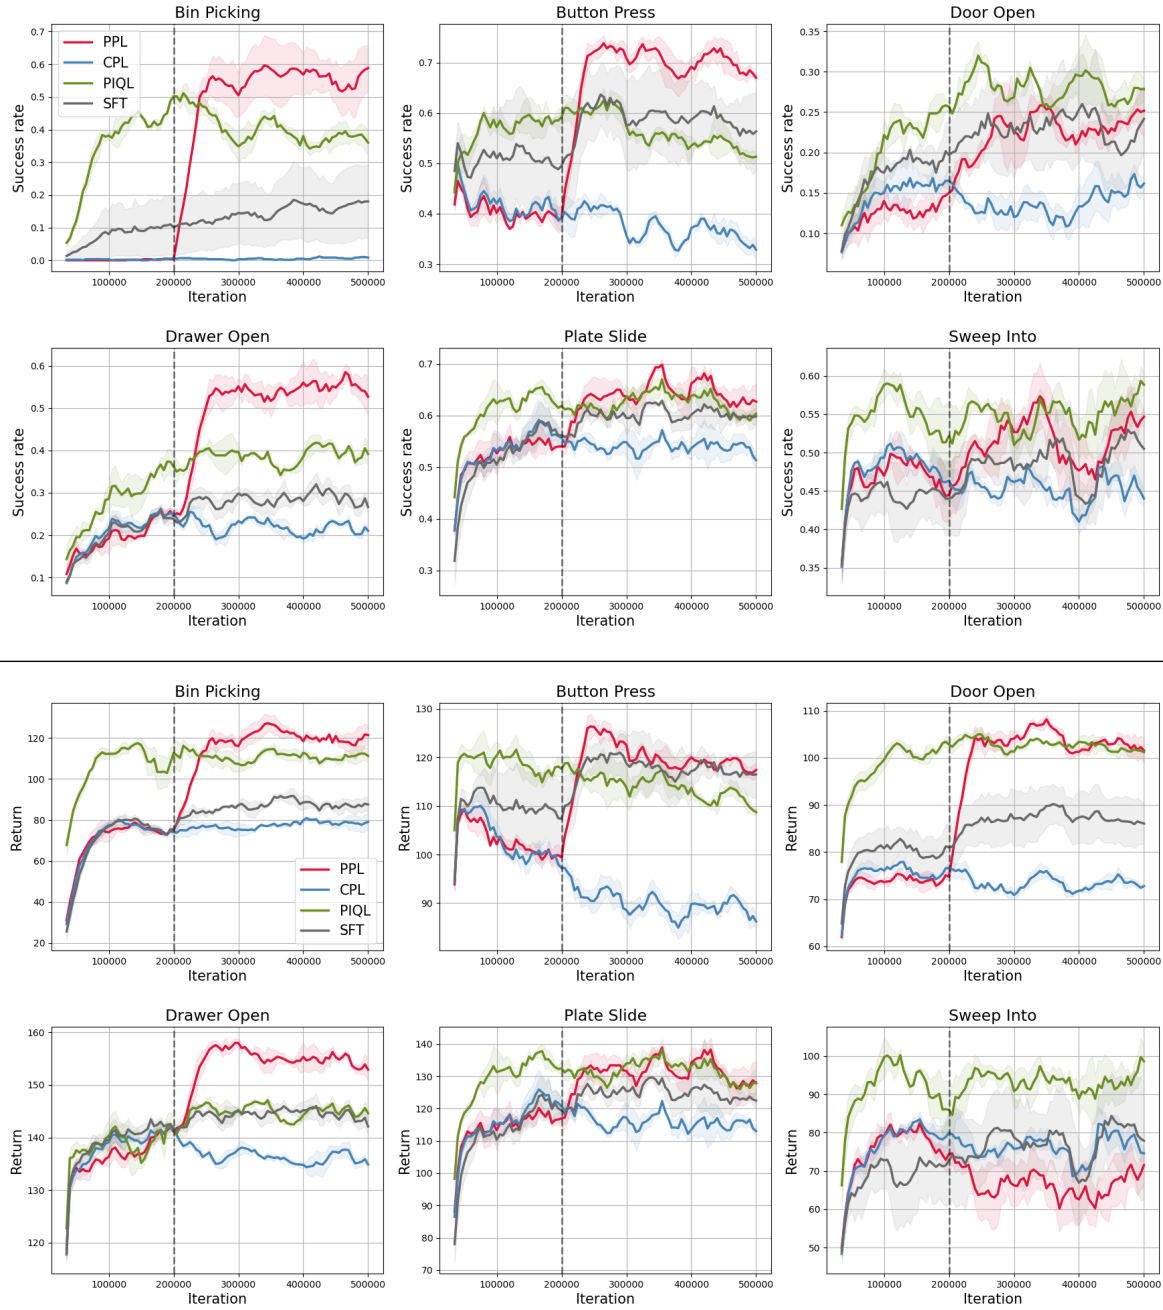 Bin Picking
Success rate
0.7
0.6
0.5
0.4
0.3
0.2
0.1
0.0
PPL
CPL
PIQL
SFT
100000 200000 300000 400000 500000
Iteration
Button Press
Success rate
0.7
0.6
0.5
0.4
0.3
100000 200000 300000 400000 500000
Iteration
Door Open
Success rate
0.35
0.30
0.25
0.20
0.15
0.10
100000 200000 300000 400000 500000
Iteration
Drawer Open
Success rate
0.6
0.5
0.4
0.3
0.2
0.1
100000 200000 300000 400000 500000
Iteration
Plate Slide
Success rate
0.7
0.6
0.5
0.4
0.3
100000 200000 300000 400000 500000
Iteration
Sweep Into
Success rate
0.60
0.55
0.50
0.45
0.40
0.35
100000 200000 300000 400000 500000
Iteration
Bin Picking
Return
120
100
80
60
40
20
PPL
CPL
PIQL
SFT
100000 200000 300000 400000 500000
Iteration
Button Press
Return
130
120
110
100
90
100000 200000 300000 400000 500000
Iteration
Door Open
Return
110
100
90
80
70
60
100000 200000 300000 400000 500000
Iteration
Drawer Open
Return
160
150
140
130
120
100000 200000 300000 400000 500000
Iteration
Plate Slide
Return
140
130
120
110
100
90
80
70
100000 200000 300000 400000 500000
Iteration
Sweep Into
Return
100
90
80
70
60
50
100000 200000 300000 400000 500000
Iteration